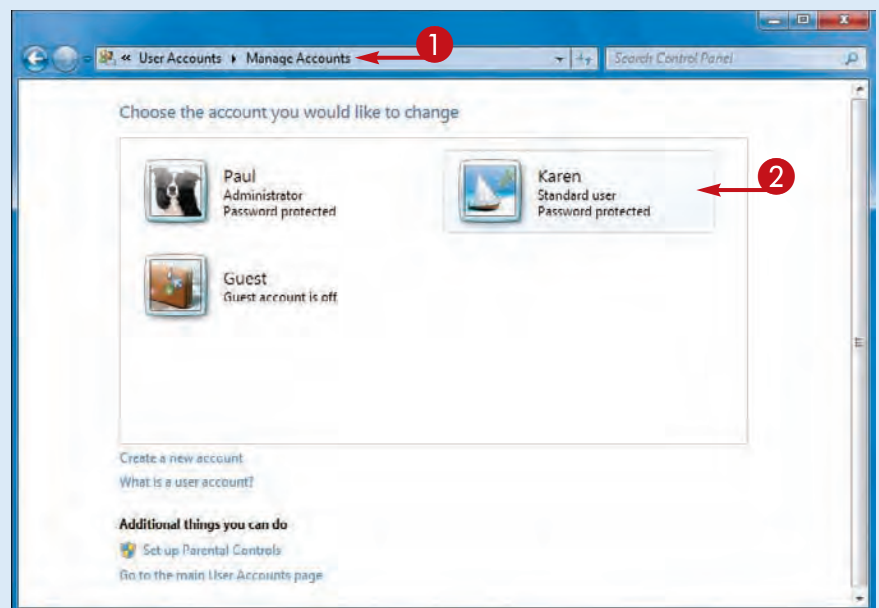 1
« User Accounts ▸ Manage Accounts
Search Control Panel
Choose the account you would like to change
Paul
Administrator
Password protected
Karen
Standard user
Password protected
2
Guest
Guest account is off
Create a new account
What is a user account?
Additional things you can do
Set up Parental Controls
Go to the main User Accounts page